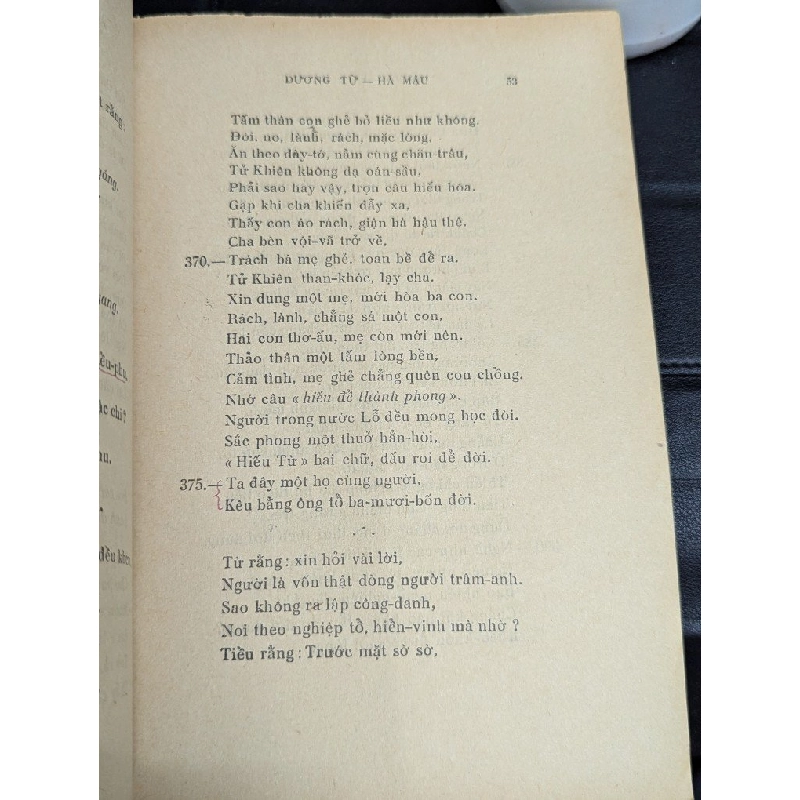 DƯƠNG TỪ — HÀ MẬU 53
Tấm thân con ghẻ bỏ liều như không.
Đói, no, lành, rách, mặc lòng,
Ăn theo đày-tớ, nằm cùng chăn-trâu,
Tử Khiên không dạ oán-sầu.
Phải sao hay vậy, trọn câu hiếu hòa.
Gặp khi cha khiến đẩy xa,
Thấy con áo rách, giận bà hậu thê.
Cha bèn vội-vã trở về,
370.— Trách bà mẹ ghẻ, toan bề để ra.
Tử Khiên than-khóc, lạy cha,
Xin dung một mẹ, mới hòa ba con.
Rách, lành, chẳng sá một con,
Hai con thơ-ấu, mẹ còn mới nên.
Thảo thân một tấm lòng bền,
Cảm tình, mẹ ghẻ chẳng quên con chồng.
Nhờ câu « hiếu để thành phong ».
Người trong nước Lỗ đều mong học đòi.
Sắc phong một thuở hẳn-hòi,
« Hiếu Tử » hai chữ, dấu roi để đời.
375.— Ta đây một họ cùng người,
Kêu bằng ông tổ ba-mươi-bốn đời.
Từ rằng : xin hỏi vài lời,
Người là vốn thật dòng người trâm-anh.
Sao không ra lập công-danh,
Noi theo nghiệp tổ, hiển-vinh mà nhờ ?
Tiều rằng : Trước mặt sờ sờ,
rằng.
đều khen